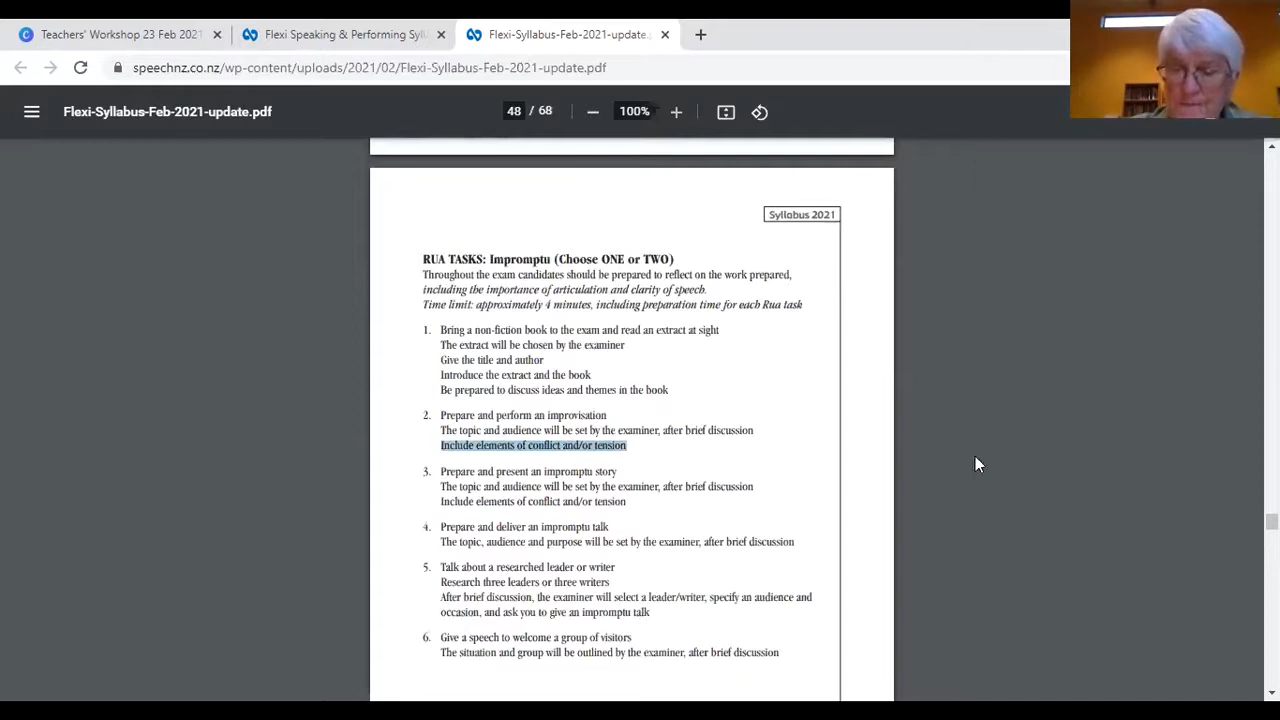 Teachers' Workshop 23 Feb 2021
Flexi Speaking & Performing Syll
Flexi-Syllabus-Feb-2021-update.
speechnz.co.nz/wp-content/uploads/2021/02/Flexi-Syllabus-Feb-2021-update.pdf
Flexi-Syllabus-Feb-2021-update.pdf
48 / 68
100%
Syllabus 2021
RUA TASKS: Impromptu (Choose ONE or TWO)
Throughout the exam candidates should be prepared to reflect on the work prepared,
including the importance of articulation and clarity of speech.
Time limit: approximately 4 minutes, including preparation time for each Rua task
1. Bring a non-fiction book to the exam and read an extract at sight
The extract will be chosen by the examiner
Give the title and author
Introduce the extract and the book
Be prepared to discuss ideas and themes in the book
2. Prepare and perform an improvisation
The topic and audience will be set by the examiner, after brief discussion
Include elements of conflict and/or tension
3. Prepare and present an impromptu story
The topic and audience will be set by the examiner, after brief discussion
Include elements of conflict and/or tension
4. Prepare and deliver an impromptu talk
The topic, audience and purpose will be set by the examiner, after brief discussion
5. Talk about a researched leader or writer
Research three leaders or three writers
After brief discussion, the examiner will select a leader/writer, specify an audience and
occasion, and ask you to give an impromptu talk
6. Give a speech to welcome a group of visitors
The situation and group will be outlined by the examiner, after brief discussion